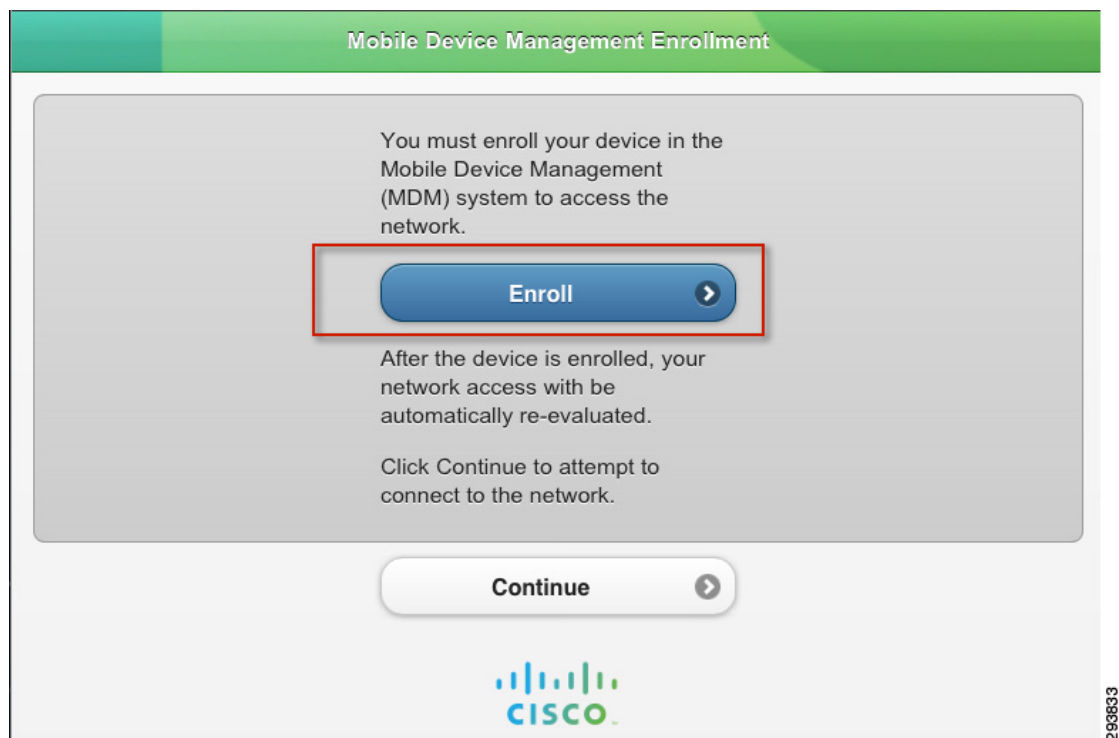 Mobile Device Management Enrollment
You must enroll your device in the
Mobile Device Management
(MDM) system to access the
network.
Enroll
After the device is enrolled, your
network access with be
automatically re-evaluated.
Click Continue to attempt to
connect to the network.
Continue
CISCO
293833